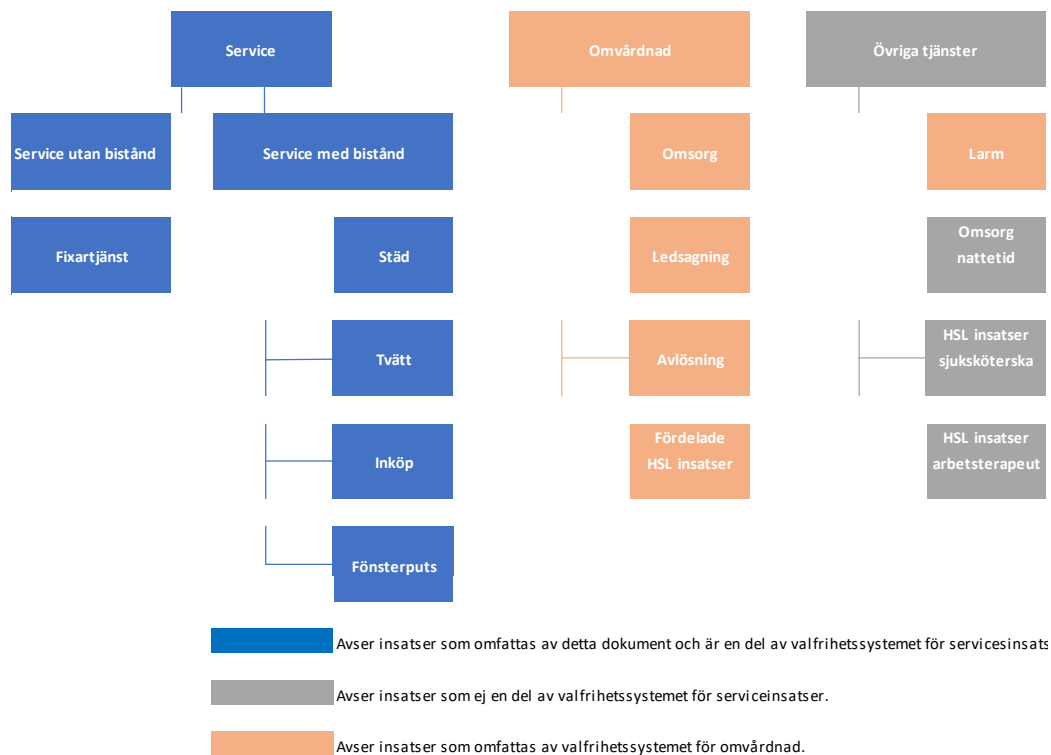 Service
Omvårdnad
Övriga tjänster
Service utan bistånd
Service med bistånd
Omsorg
Larm
Fixartjänst
Städ
Ledsagning
Omsorg
nattetid
Tvätt
Avlösning
HSL insatser
sjuksköterska
Inköp
Fördelade
HSL insatser
HSL insatser
arbetsterapeut
Fönsterputs
Avser insatser som omfattas av detta dokument och är en del av valfrihetssystemet för servicesinsats
Avser insatser som ej en del av valfrihetssystemet för serviceinsatser.
Avser insatser som omfattas av valfrihetssystemet för omvårdnad.